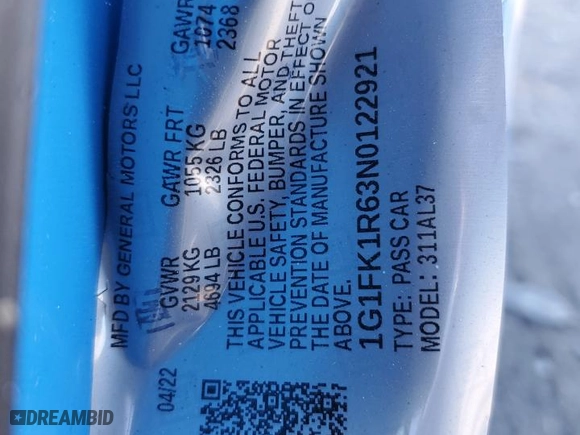 MFD BY GENERAL MOTORS LLC
04/22
GVWR GAWR FRT GAWR
2129 KG 1055 KG 1074
4694 LB 2326 LB 2368
THIS VEHICLE CONFORMS TO ALL
APPLICABLE U.S. FEDERAL MOTOR
VEHICLE SAFETY, BUMPER, AND THEFT
PREVENTION STANDARDS IN EFFECT O
THE DATE OF MANUFACTURE SHOWN
ABOVE.
1G1FK1R63N0122921
TYPE: PASS CAR
MODEL: 311AL37
DREAMBID